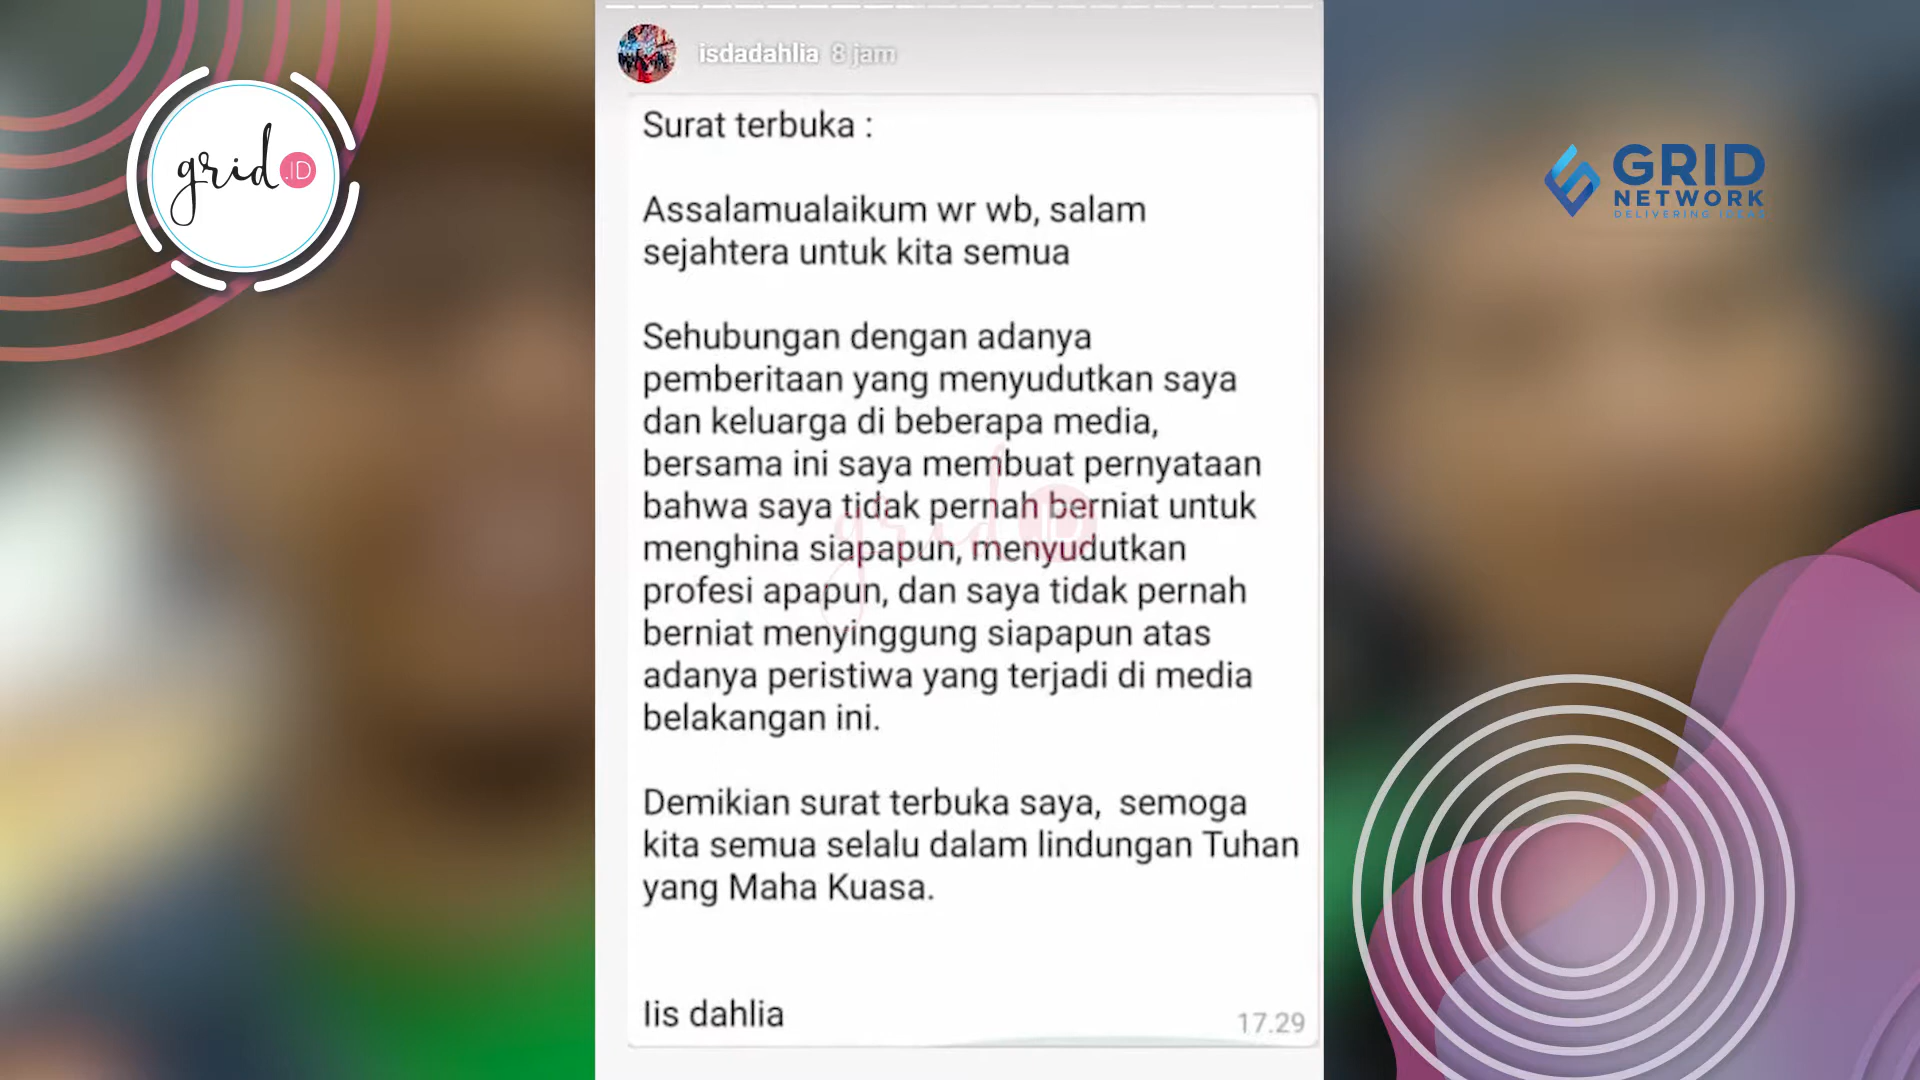 isdadahlia 8 jam
Surat terbuka :
Assalamualaikum wr wb, salam
sejahtera untuk kita semua
Sehubungan dengan adanya
pemberitaan yang menyudutkan saya
dan keluarga di beberapa media,
bersama ini saya membuat pernyataan
bahwa saya tidak pernah berniat untuk
menghina siapapun, menyudutkan
profesi apapun, dan saya tidak pernah
berniat menyinggung siapapun atas
adanya peristiwa yang terjadi di media
belakangan ini.
Demikian surat terbuka saya,  semoga
kita semua selalu dalam lindungan Tuhan
yang Maha Kuasa.
Iis dahlia
17.29
grid.ID
grid.ID
GRID
NETWORK
DELIVERING IDEAS